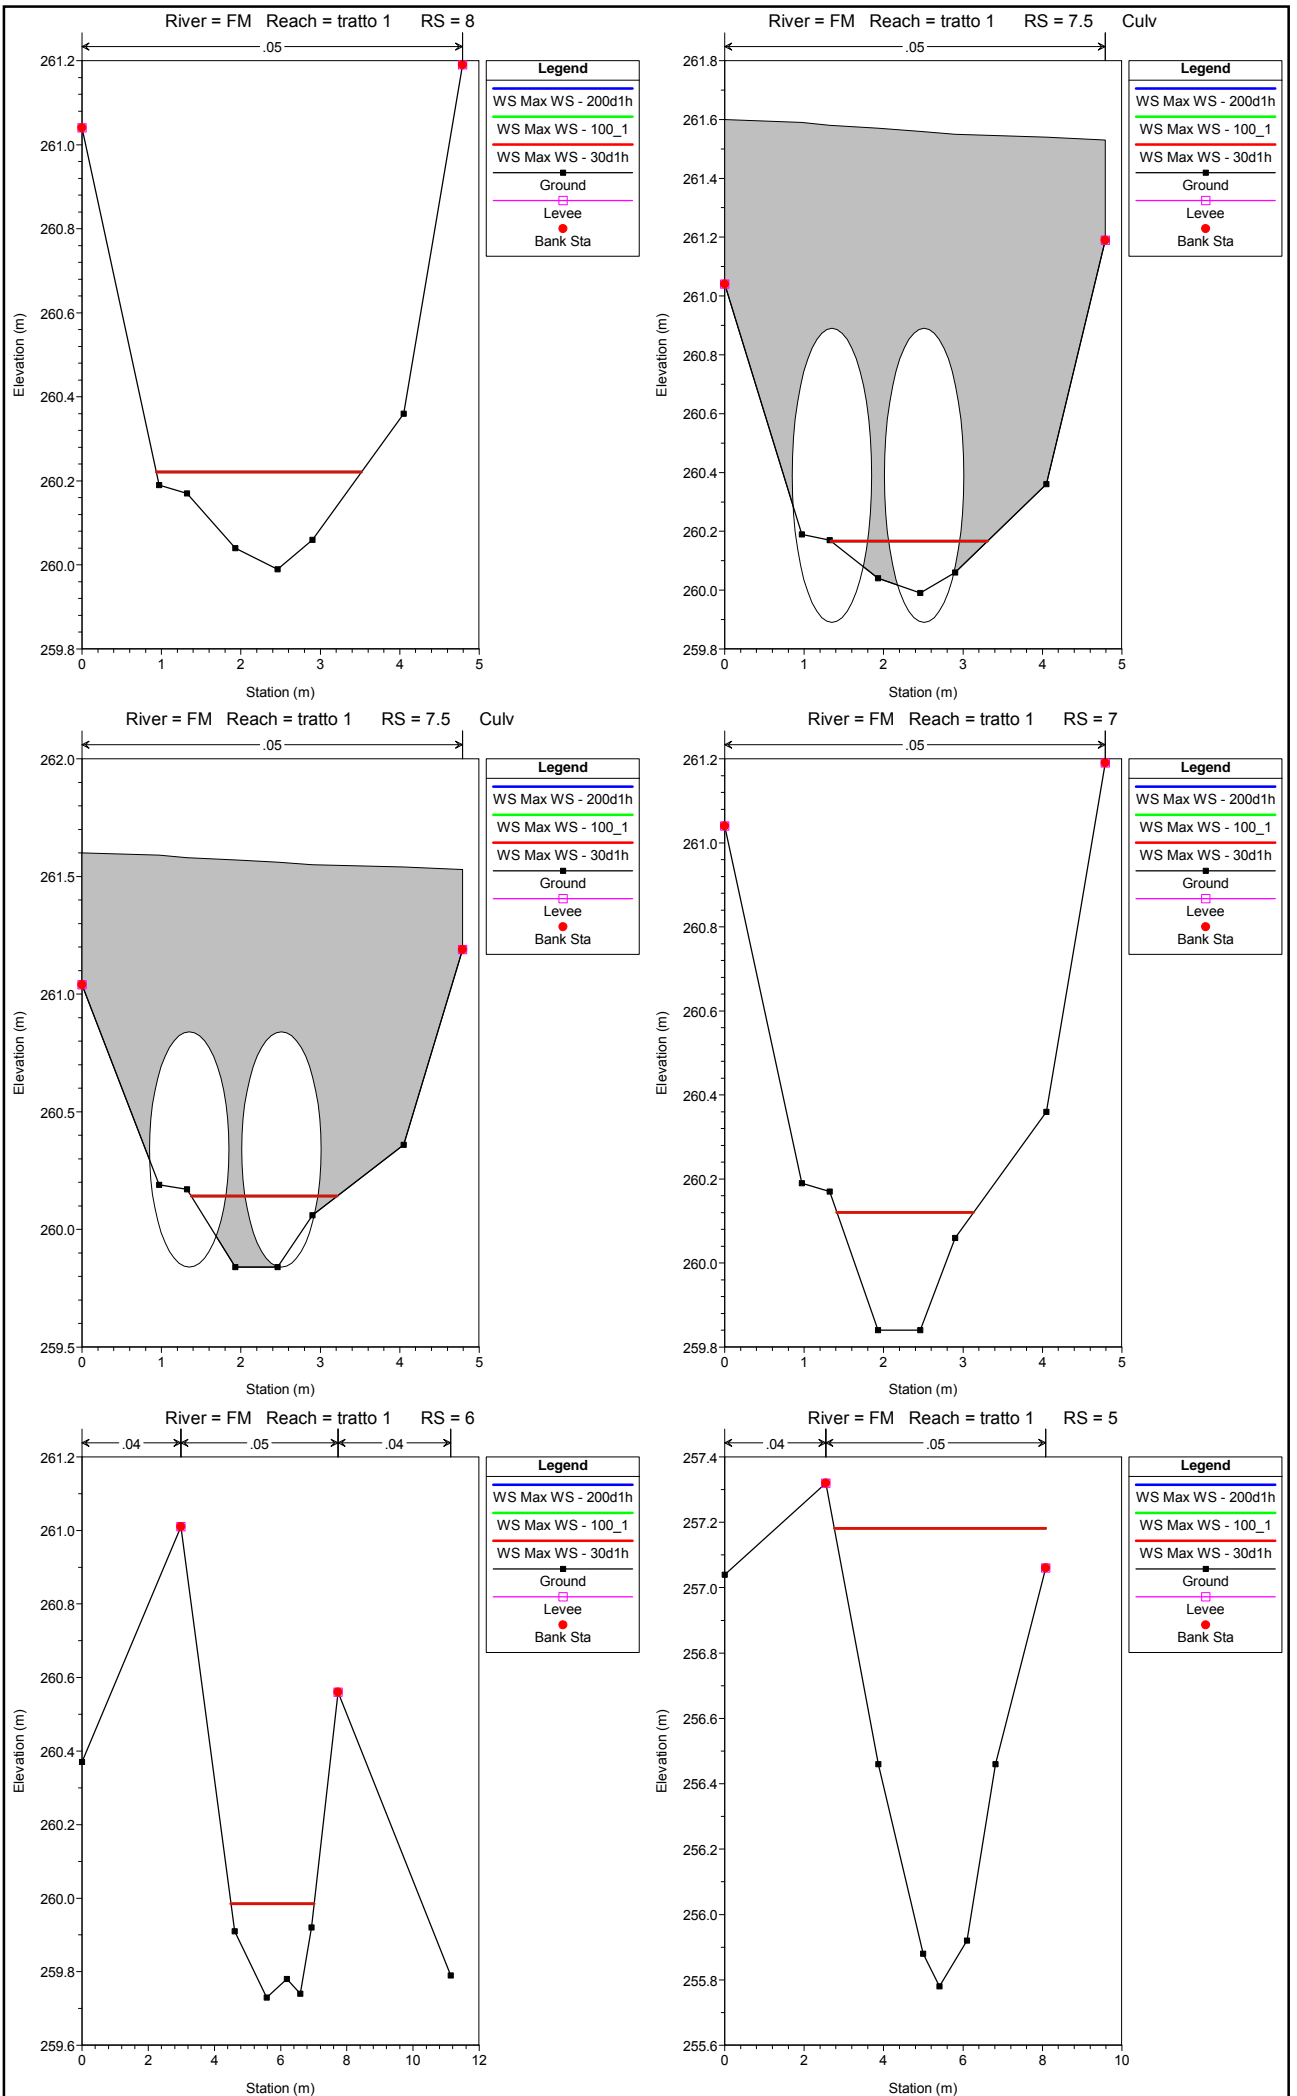 River = FM Reach = tratto 1 RS = 8
.05
Elevation (m)
261.2
261.0
260.8
260.6
260.4
260.2
260.0
259.8
0 1 2 3 4 5
Station (m)
Legend
WS Max WS - 200d1h
WS Max WS - 100_1
WS Max WS - 30d1h
Ground
Levee
Bank Sta
River = FM Reach = tratto 1 RS = 7.5 Culv
.05
Elevation (m)
261.8
261.6
261.4
261.2
261.0
260.8
260.6
260.4
260.2
260.0
259.8
0 1 2 3 4 5
Station (m)
Legend
WS Max WS - 200d1h
WS Max WS - 100_1
WS Max WS - 30d1h
Ground
Levee
Bank Sta
River = FM Reach = tratto 1 RS = 7.5 Culv
.05
Elevation (m)
262.0
261.5
261.0
260.5
260.0
259.5
0 1 2 3 4 5
Station (m)
Legend
WS Max WS - 200d1h
WS Max WS - 100_1
WS Max WS - 30d1h
Ground
Levee
Bank Sta
River = FM Reach = tratto 1 RS = 7
.05
Elevation (m)
261.2
261.0
260.8
260.6
260.4
260.2
260.0
259.8
0 1 2 3 4 5
Station (m)
Legend
WS Max WS - 200d1h
WS Max WS - 100_1
WS Max WS - 30d1h
Ground
Levee
Bank Sta
River = FM Reach = tratto 1 RS = 6
.04 .05 .04
Elevation (m)
261.2
261.0
260.8
260.6
260.4
260.2
260.0
259.8
259.6
0 2 4 6 8 10 12
Station (m)
Legend
WS Max WS - 200d1h
WS Max WS - 100_1
WS Max WS - 30d1h
Ground
Levee
Bank Sta
River = FM Reach = tratto 1 RS = 5
.04 .05
Elevation (m)
257.4
257.2
257.0
256.8
256.6
256.4
256.2
256.0
255.8
255.6
0 2 4 6 8 10
Station (m)
Legend
WS Max WS - 200d1h
WS Max WS - 100_1
WS Max WS - 30d1h
Ground
Levee
Bank Sta